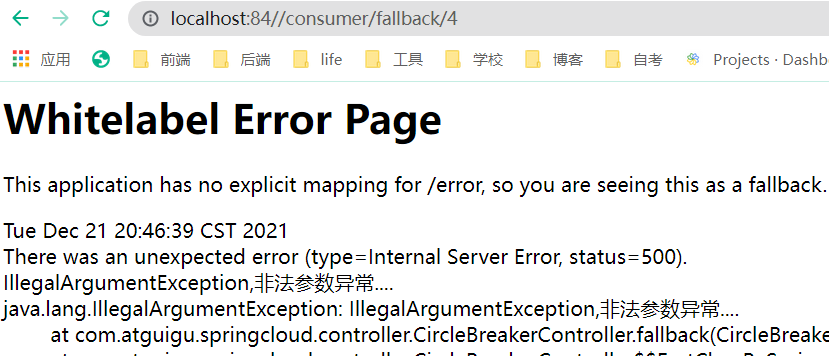 localhost:84//consumer/fallback/4
应用 前端 后端 life 工具 学校 博客 自考 Projects · Dashb
Whitelabel Error Page
This application has no explicit mapping for /error, so you are seeing this as a fallback.
Tue Dec 21 20:46:39 CST 2021
There was an unexpected error (type=Internal Server Error, status=500).
IllegalArgumentException,非法参数异常....
java.lang.IllegalArgumentException: IllegalArgumentException,非法参数异常....
at com.atguigu.springcloud.controller.CircleBreakerController.fallback(CircleBreake